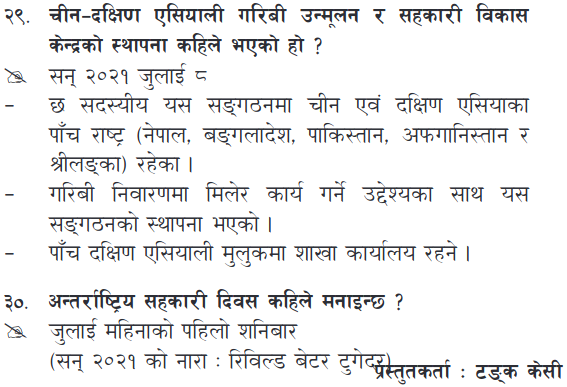 २९. चीन-दक्षिण एसियाली गरिबी उन्मूलन र सहकारी विकास
केन्द्रको स्थापना कहिले भएको हो ?
सन् २०२१ जुलाई ८
- छ सदस्यीय यस सङ्गठनमा चीन एवं दक्षिण एसियाका
पाँच राष्ट्र (नेपाल, बङ्गलादेश, पाकिस्तान, अफगानिस्तान र
श्रीलङ्का) रहेका ।
- गरिबी निवारणमा मिलेर कार्य गर्ने उद्देश्यका साथ यस
सङ्गठनको स्थापना भएको ।
- पाँच दक्षिण एसियाली मुलुकमा शाखा कार्यालय रहने ।
३०. अन्तर्राष्ट्रिय सहकारी दिवस कहिले मनाइन्छ ?
जुलाई महिनाको पहिलो शनिबार
(सन् २०२१ को नारा : रिविल्ड बेटर टुगेदर)
प्रस्तुतकर्ता : टङ्क केसी